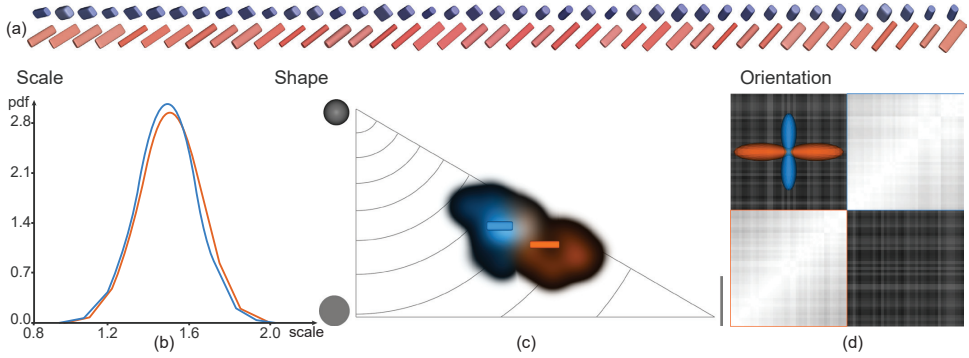 (a)
Scale
Shape
Orientation
pdf
2.8
2.1
1.4
0.7
0.0
0.8
1.2
1.6
2.0
scale
(b)
(c)
(d)